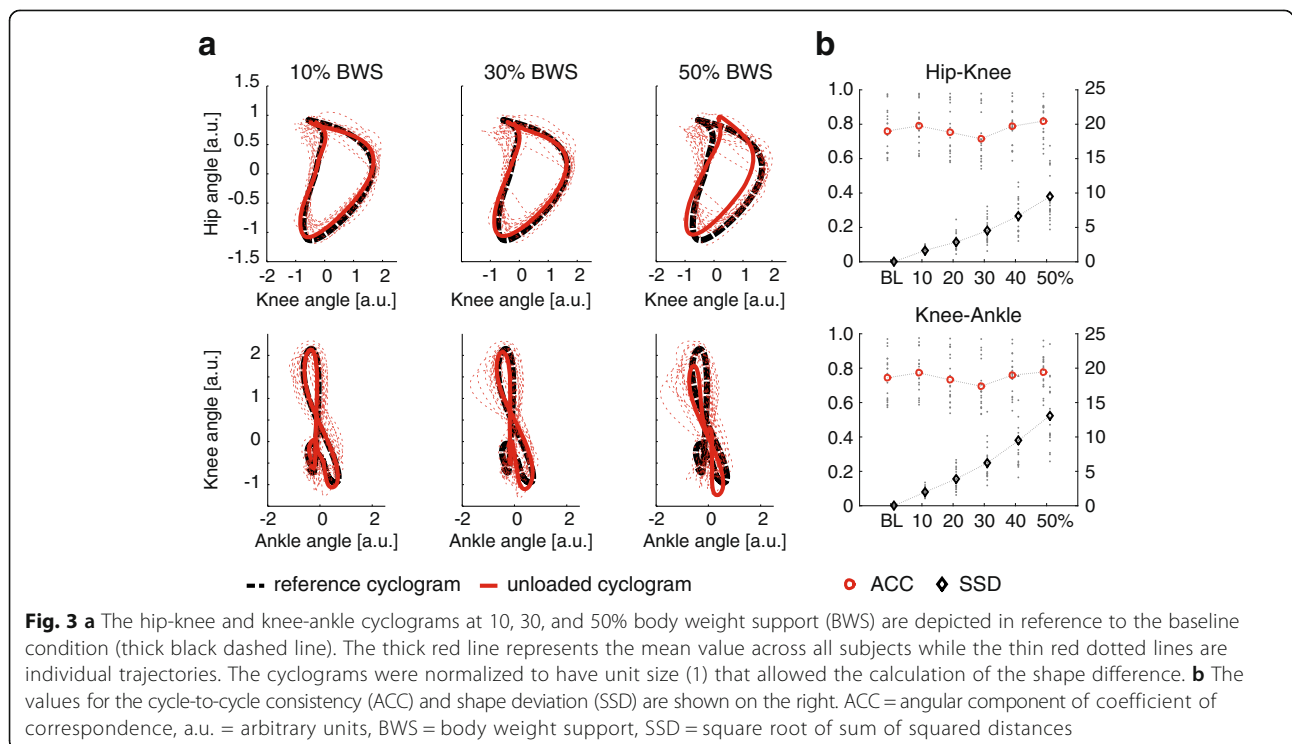 a
b
10% BWS 30% BWS 50% BWS
Hip-Knee
Hip angle [a.u.]
1.5
1
0.5
0
-0.5
-1
-1.5
-1 0 1 2
-1 0 1 2
-1 0 1 2
Knee angle [a.u.] Knee angle [a.u.] Knee angle [a.u.]
1.0
0.8
0.6
0.4
0.2
0
25
20
15
10
5
0
BL 10 20 30 40 50%
Knee-Ankle
Knee angle [a.u.]
2
1
0
-1
-2 0 2
-2 0 2
-2 0 2
Ankle angle [a.u.] Ankle angle [a.u.] Ankle angle [a.u.]
1.0
0.8
0.6
0.4
0.2
0
25
20
15
10
5
0
BL 10 20 30 40 50%
reference cyclogram unloaded cyclogram
ACC SSD
Fig. 3 a The hip-knee and knee-ankle cyclograms at 10, 30, and 50% body weight support (BWS) are depicted in reference to the baseline
condition (thick black dashed line). The thick red line represents the mean value across all subjects while the thin red dotted lines are
individual trajectories. The cyclograms were normalized to have unit size (1) that allowed the calculation of the shape difference. b The
values for the cycle-to-cycle consistency (ACC) and shape deviation (SSD) are shown on the right. ACC = angular component of coefficient of
correspondence, a.u. = arbitrary units, BWS = body weight support, SSD = square root of sum of squared distances